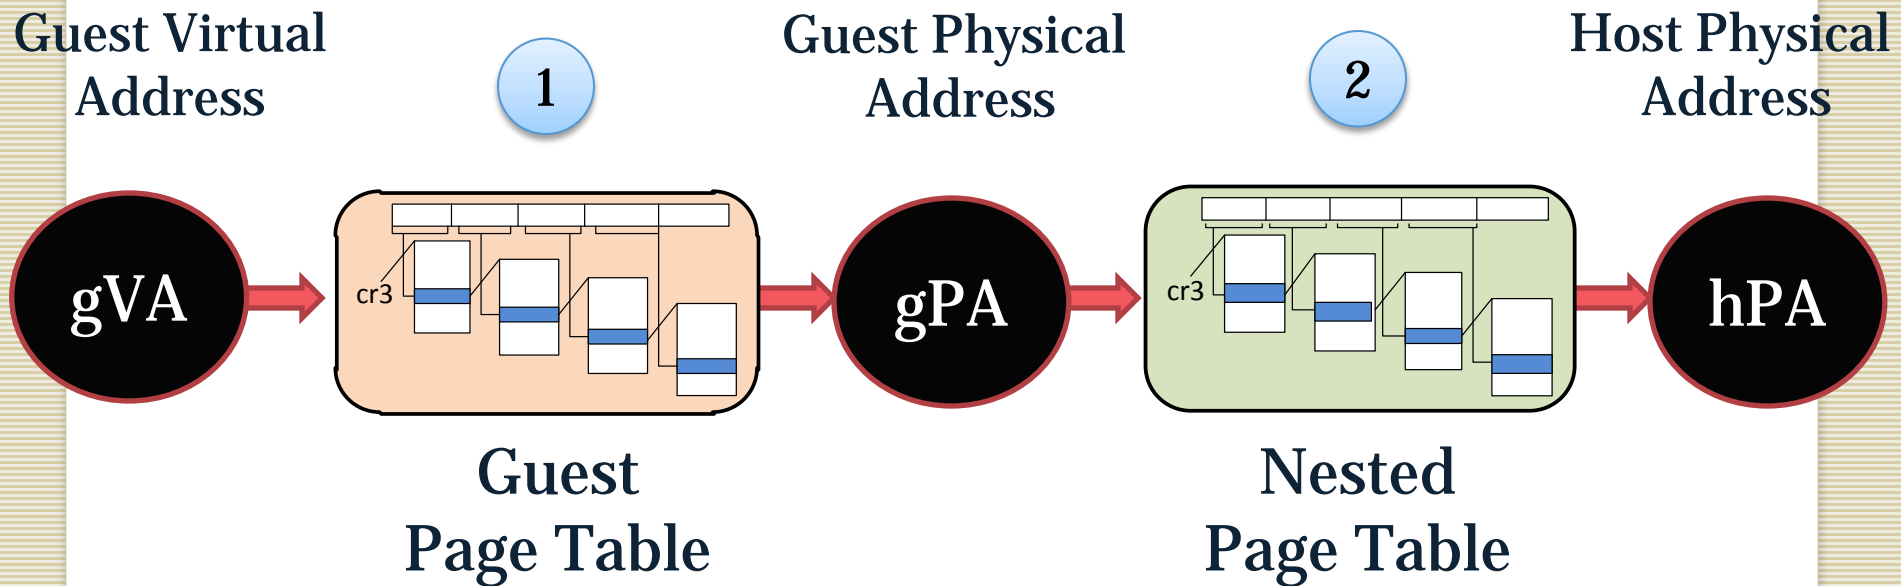 Guest Virtual
Address
1
Guest Physical
Address
2
Host Physical
Address
gVA
cr3
gPA
cr3
hPA
Guest
Page Table
Nested
Page Table